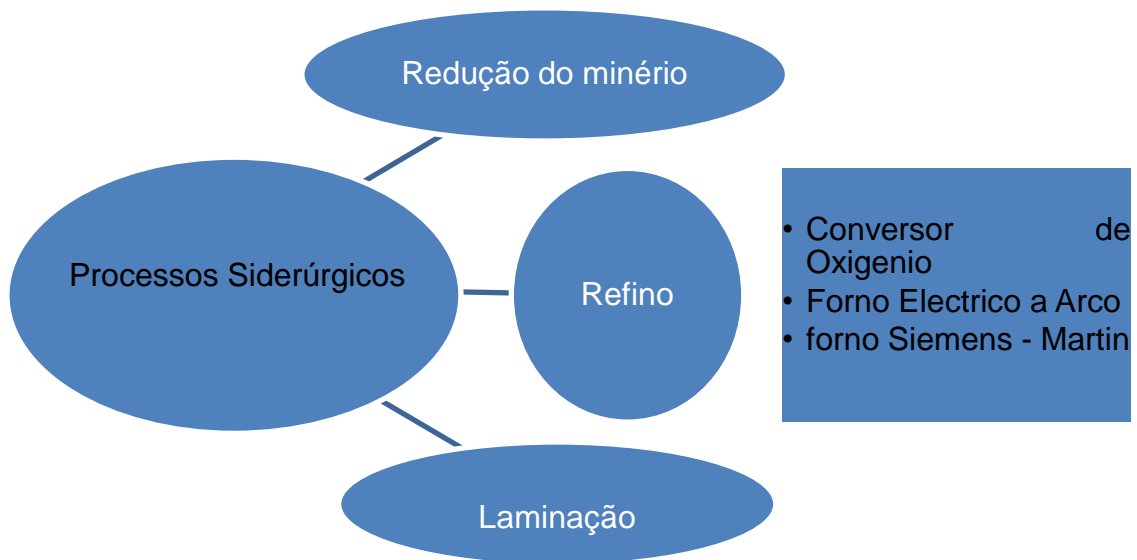 Redução do minério
Processos Siderúrgicos
Refino
• Conversor de
Oxigenio
• Forno Electrico a Arco
• forno Siemens - Martin
Laminação